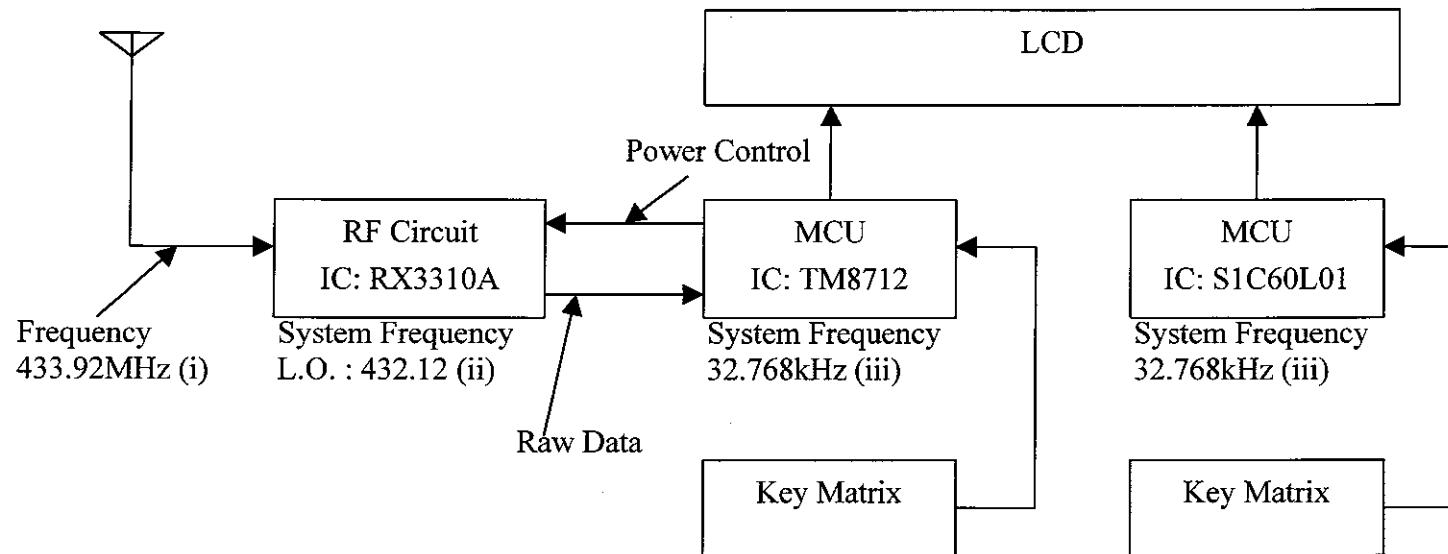 LCD
Power Control
RF Circuit
IC: RX3310A
MCU
IC: TM8712
MCU
IC: S1C60L01
Frequency
433.92MHz (i)
System Frequency
L.O. : 432.12 (ii)
System Frequency
32.768kHz (iii)
System Frequency
32.768kHz (iii)
Raw Data
Key Matrix
Key Matrix